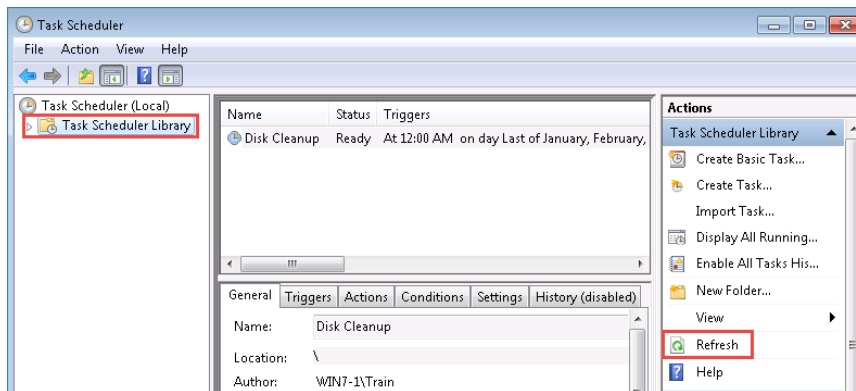 Task Scheduler
File Action View Help
Task Scheduler (Local)
Task Scheduler Library
Name Status Triggers
Disk Cleanup Ready At 12:00 AM on day Last of January, February,
General Triggers Actions Conditions Settings History (disabled)
Name: Disk Cleanup
Location: \
Author: WIN7-1\Train
Actions
Task Scheduler Library
Create Basic Task...
Create Task...
Import Task...
Display All Running...
Enable All Tasks His...
New Folder...
View
Refresh
Help